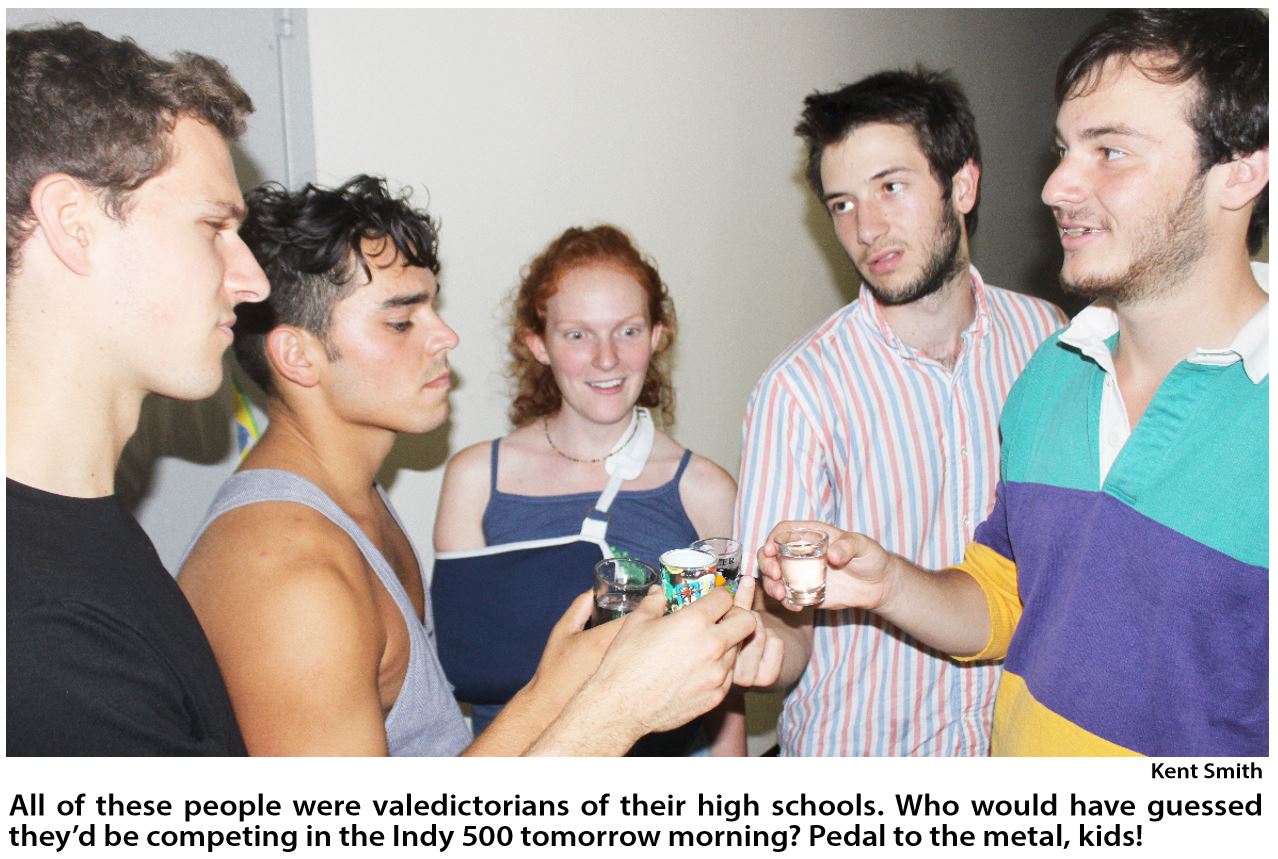 Kent Smith
All of these people were valedictorians of their high schools. Who would have guessed
they’d be competing in the Indy 500 tomorrow morning? Pedal to the metal, kids!